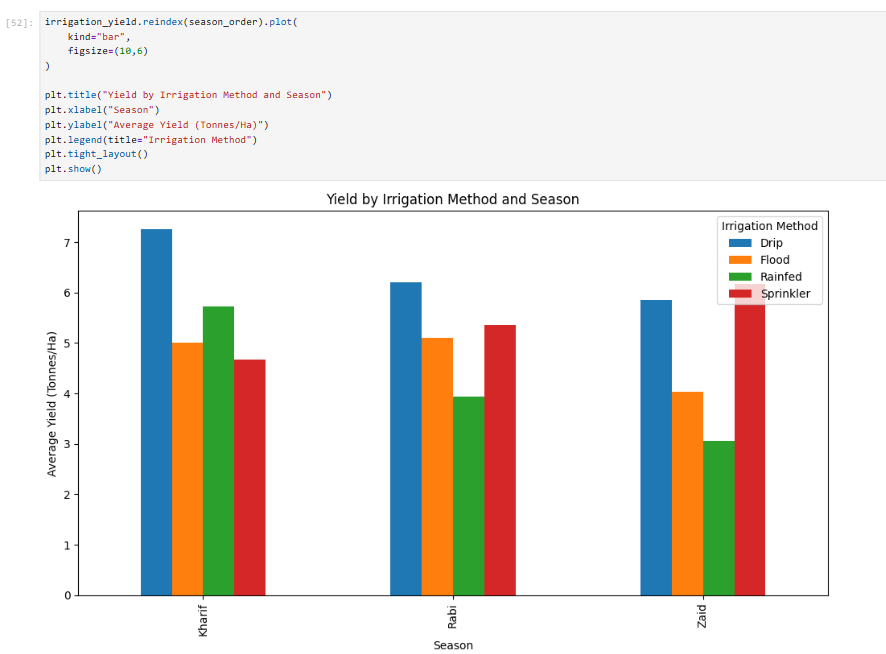 [52]:
irrigation_yield.reindex(season_order).plot(
    kind="bar",
    figsize=(10,6)
)
plt.title("Yield by Irrigation Method and Season")
plt.xlabel("Season")
plt.ylabel("Average Yield (Tonnes/Ha)")
plt.legend(title="Irrigation Method")
plt.tight_layout()
plt.show()
Yield by Irrigation Method and Season
Irrigation Method
Drip
Flood
Rainfed
Sprinkler
Average Yield (Tonnes/Ha)
7
6
5
4
3
2
1
0
Kharif
Rabi
Zaid
Season